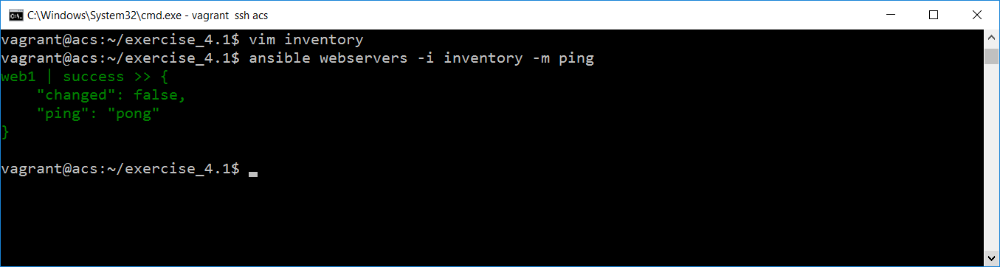 C:\Windows\System32\cmd.exe - vagrant  ssh acs
vagrant@acs:~/exercise_4.1$ vim inventory
vagrant@acs:~/exercise_4.1$ ansible webservers -i inventory -m ping
web1 | success >> {
    "changed": false,
    "ping": "pong"
}
vagrant@acs:~/exercise_4.1$